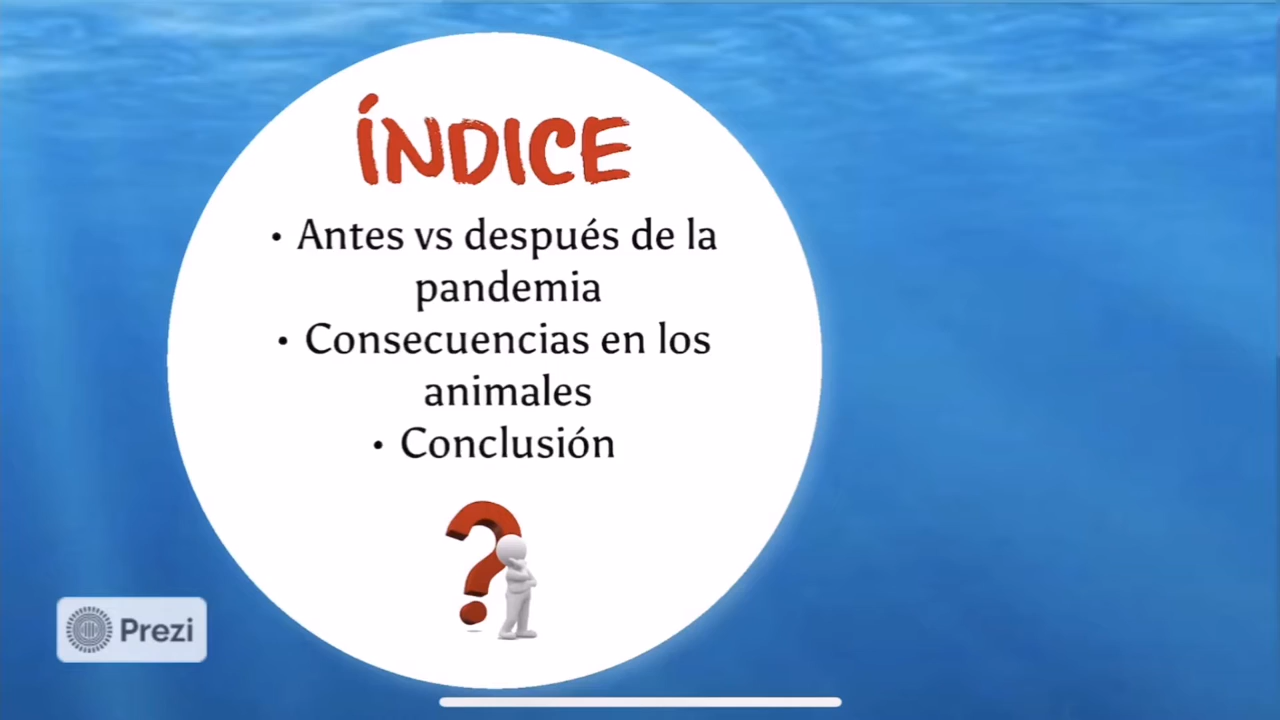 ÍNDICE
• Antes vs después de la
pandemia
• Consecuencias en los
animales
• Conclusión
Prezi